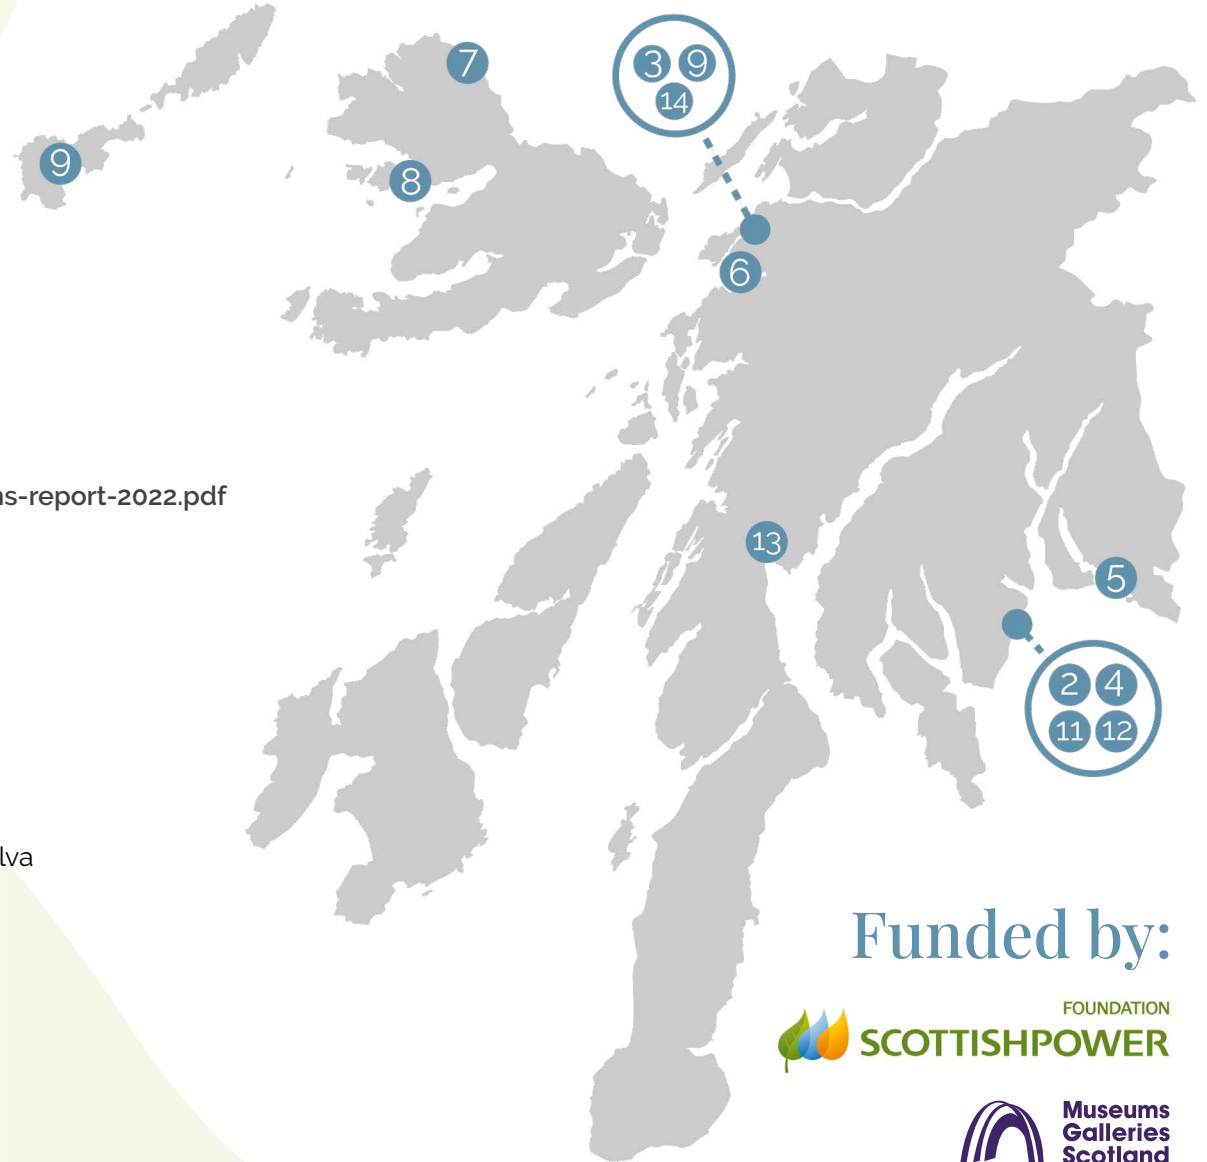 7
3 9
14
9
8
6
ns-report-2022.pdf
13
5
2 4
11 12
lva
Funded by:
FOUNDATION
SCOTTISHPOWER
Museums
Galleries
Scotland